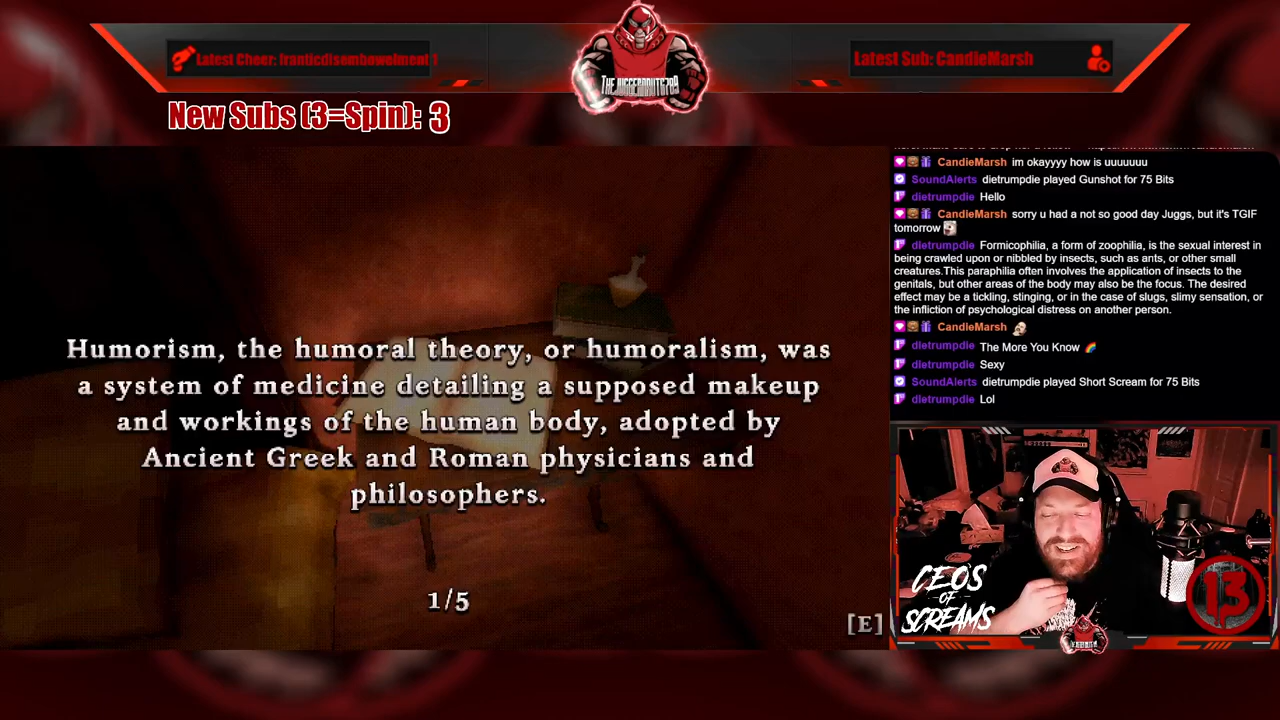 Latest Cheer: franticdisembowelment 1
THEJUGGERNAUT6789
Latest Sub: CandieMarsh
New Subs (3=Spin): 3
CandieMarsh im okayyyy how is uuuuuu
SoundAlerts dietrumpdie played Gunshot for 75 Bits
dietrumpdie Hello
CandieMarsh sorry u had a not so good day Juggs, but it's TGIF
tomorrow
dietrumpdie Formicophilia, a form of zoophilia, is the sexual interest in
being crawled upon or nibbled by insects, such as ants, or other small
creatures.This paraphilia often involves the application of insects to the
genitals, but other areas of the body may also be the focus. The desired
effect may be a tickling, stinging, or in the case of slugs, slimy sensation, or
the infliction of psychological distress on another person.
CandieMarsh
dietrumpdie The More You Know
dietrumpdie Sexy
SoundAlerts dietrumpdie played Short Scream for 75 Bits
dietrumpdie Lol
Humorism, the humoral theory, or humoralism, was
a system of medicine detailing a supposed makeup
and workings of the human body, adopted by
Ancient Greek and Roman physicians and
philosophers.
1/5
[E]
CEOS
OF
SCREAMS
13